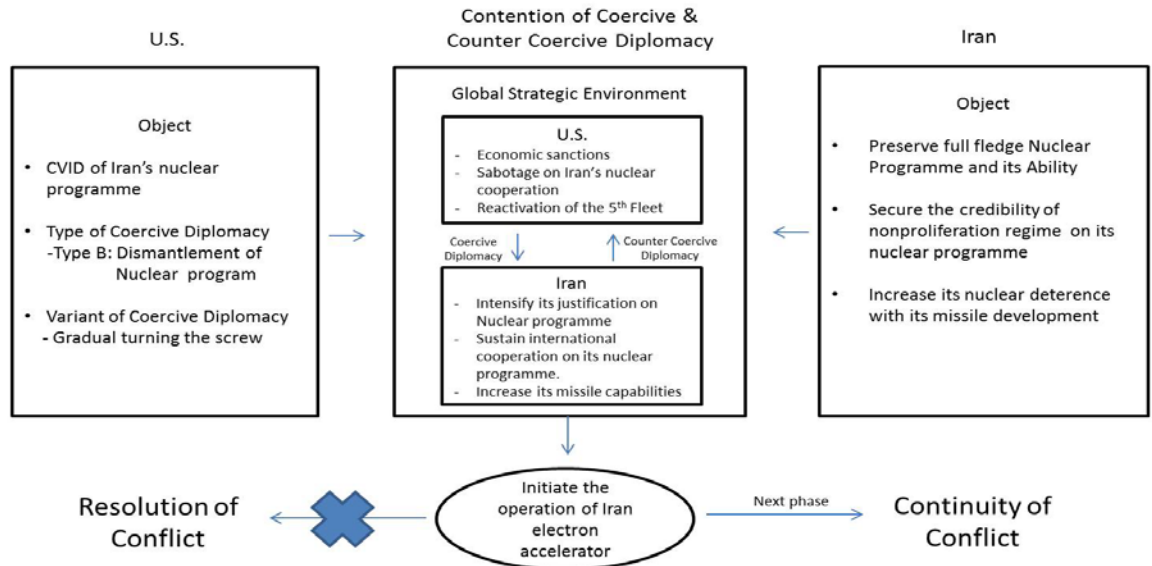 U.S.
Contention of Coercive &
Counter Coercive Diplomacy
Iran
Object
• CVID of Iran's nuclear
programme
• Type of Coercive Diplomacy
-Type B: Dismantlement of
Nuclear program
• Variant of Coercive Diplomacy
- Gradual turning the screw
Global Strategic Environment
U.S.
- Economic sanctions
- Sabotage on Iran's nuclear
cooperation
- Reactivation of the 5th Fleet
Coercive
Diplomacy
Counter Coercive
Diplomacy
Iran
- Intensify its justification on
Nuclear programme
- Sustain international
cooperation on its nuclear
programme.
- Increase its missile capabilities
Object
• Preserve full fledge Nuclear
Programme and its Ability
• Secure the credibility of
nonproliferation regime on its
nuclear programme
• Increase its nuclear deterence
with its missile development
Resolution of
Conflict
Initiate the
operation of Iran
electron
accelerator
Next phase
Continuity of
Conflict